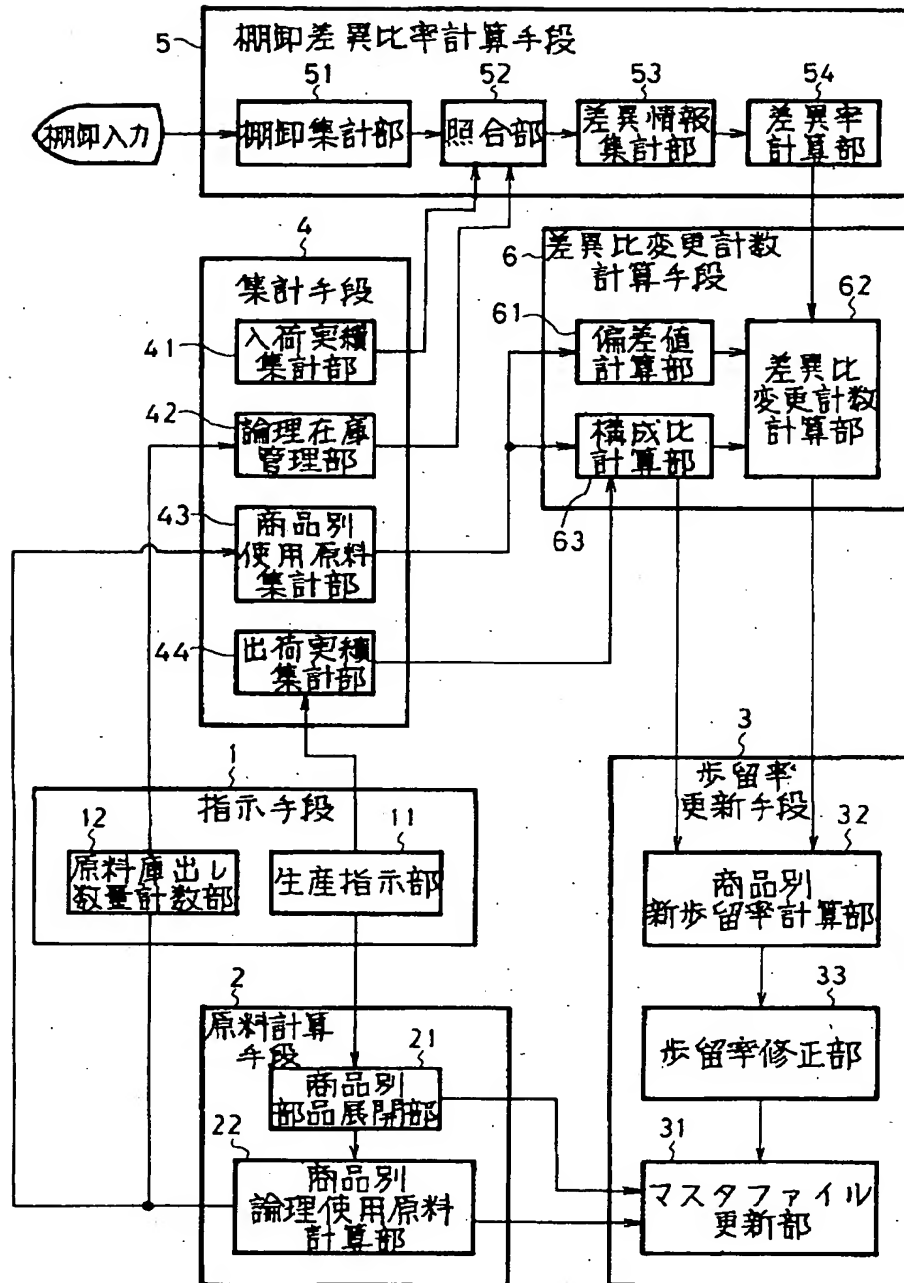 5
棚卸差異比率計算手段
51
52
53
54
棚卸入力
棚卸集計部
照合部
差異情報
集計部
差異率
計算部
4
集計手段
41
入荷実績
集計部
42
論理在庫
管理部
43
商品別
使用原料
集計部
44
出荷実績
集計部
6
差異比変更計数
計算手段
61
偏差値
計算部
62
差異比
変更計数
計算部
構成比
計算部
63
1
指示手段
12
原料庫出し
数量計数部
11
生産指示部
3
歩留率
更新手段
32
商品別
新歩留率計算部
33
歩留率修正部
31
マスタファイル
更新部
2
原料計算
手段
21
商品別
部品展開部
22
商品別
論理使用原料
計算部